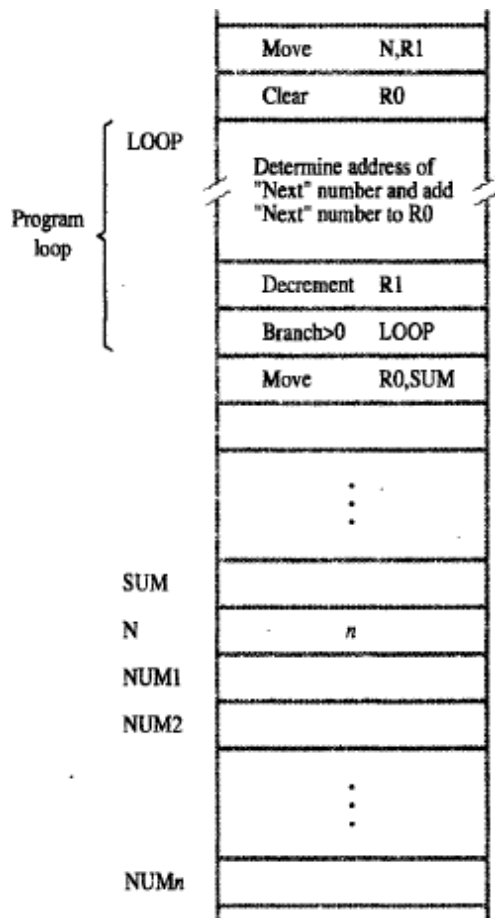 Move N,R1
Clear R0
LOOP
Determine address of
"Next" number and add
"Next" number to R0
Program
loop
Decrement R1
Branch>0 LOOP
Move R0,SUM
SUM
N n
NUM1
NUM2
NUMn